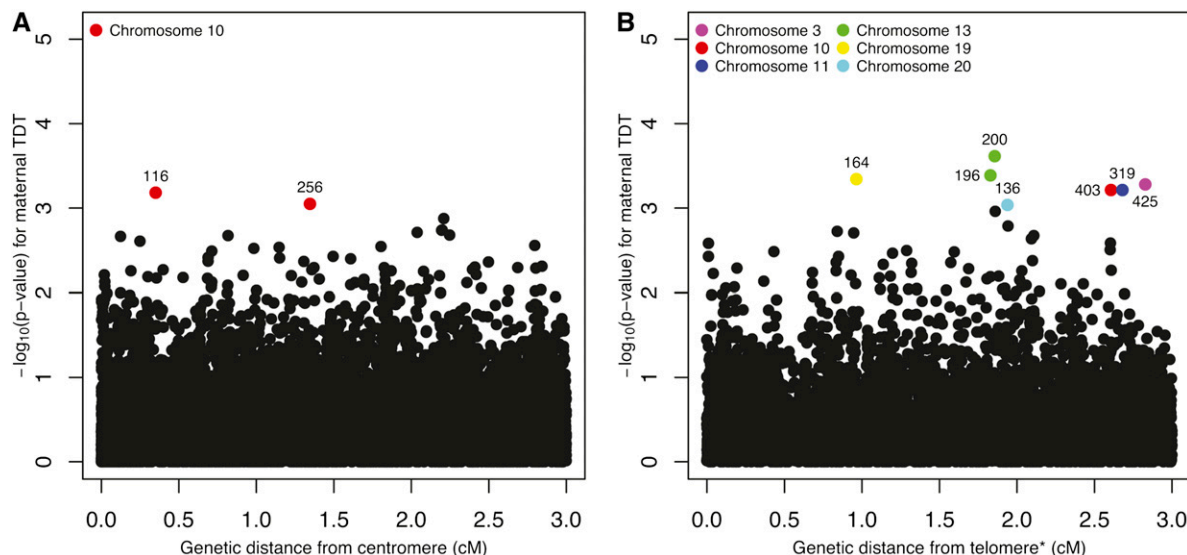 A
Chromosome 10
5
4
3
2
1
0
116
256
0.0 0.5 1.0 1.5 2.0 2.5 3.0
−log10(p−value) for maternal TDT
Genetic distance from centromere (cM)
B
Chromosome 3
Chromosome 10
Chromosome 11
Chromosome 13
Chromosome 19
Chromosome 20
5
4
3
2
1
0
200
164
196
136
319
403
425
0.0 0.5 1.0 1.5 2.0 2.5 3.0
−log10(p−value) for maternal TDT
Genetic distance from telomere* (cM)